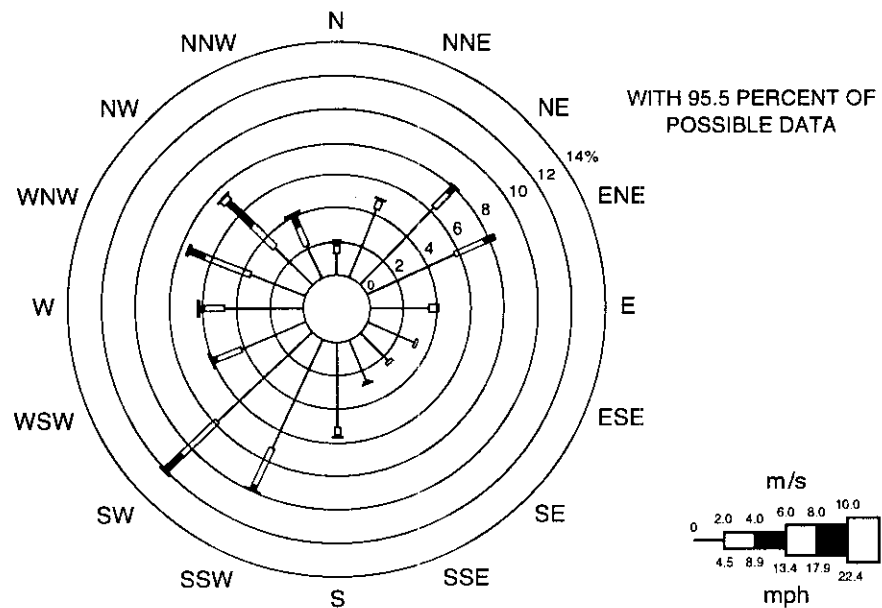 N
NNW
NNE
NW
NE
WITH 95.5 PERCENT OF
POSSIBLE DATA
14%
12
10
8
6
4
2
0
WNW
ENE
W
E
WSW
ESE
SW
SE
SSW
SSE
S
m/s
0 2.0 4.0 6.0 8.0 10.0
4.5 8.9 13.4 17.9 22.4
mph